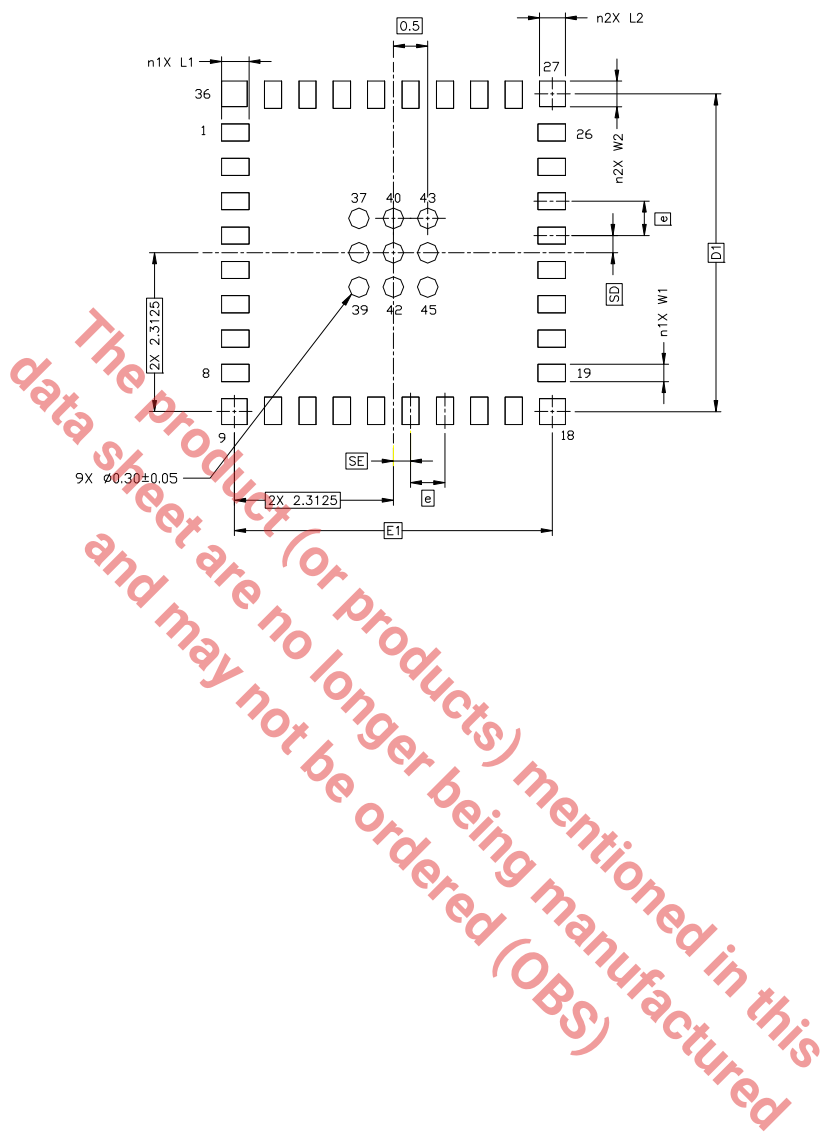 0.5
n2X L2
n1X L1
27
36
1
26
n2X W2
37 40 43
e
D1
SD
2X 2.3125
39 42 45
n1X W1
8
19
9
18
SE
9X Ø0.30±0.05
2X 2.3125
e
E1
The product (or products) mentioned in this
data sheet are no longer being manufactured
and may not be ordered (OBS)